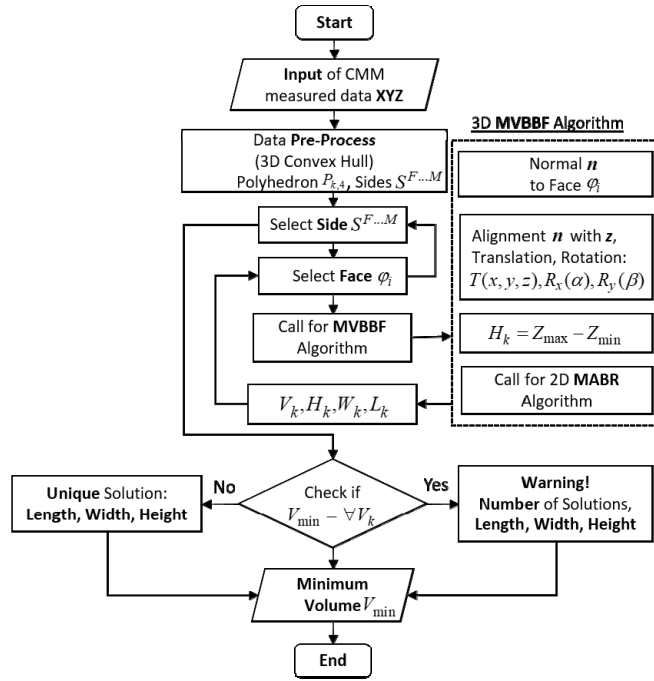 Start
Input of CMM
measured data XYZ
3D MVBBF Algorithm
Data Pre-Process
(3D Convex Hull)
Polyhedron P_{k,4}, Sides S^{F...M}
Normal n
to Face φ_i
Select Side S^{F...M}
Alignment n with z,
Translation, Rotation:
T(x, y, z), R_x(α), R_y(β)
Select Face φ_i
Call for MVBBF
Algorithm
H_k = Z_max − Z_min
Call for 2D MABR
Algorithm
V_k, H_k, W_k, L_k
No
Yes
Unique Solution:
Length, Width, Height
Check if
V_min − ∀V_k
Warning!
Number of Solutions,
Length, Width, Height
Minimum
Volume V_min
End